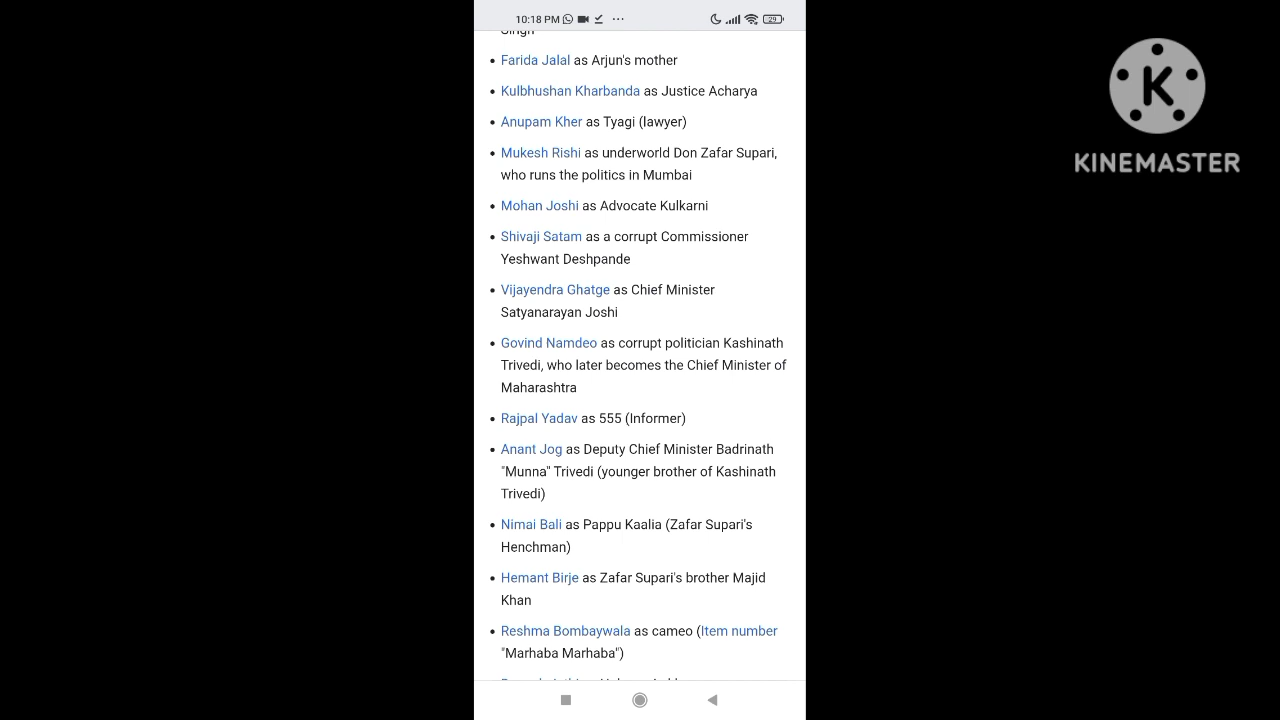 10:18 PM
29
Singh
• Farida Jalal as Arjun's mother
• Kulbhushan Kharbanda as Justice Acharya
• Anupam Kher as Tyagi (lawyer)
• Mukesh Rishi as underworld Don Zafar Supari,
who runs the politics in Mumbai
• Mohan Joshi as Advocate Kulkarni
• Shivaji Satam as a corrupt Commissioner
Yeshwant Deshpande
• Vijayendra Ghatge as Chief Minister
Satyanarayan Joshi
• Govind Namdeo as corrupt politician Kashinath
Trivedi, who later becomes the Chief Minister of
Maharashtra
• Rajpal Yadav as 555 (Informer)
• Anant Jog as Deputy Chief Minister Badrinath
"Munna" Trivedi (younger brother of Kashinath
Trivedi)
• Nimai Bali as Pappu Kaalia (Zafar Supari's
Henchman)
• Hemant Birje as Zafar Supari's brother Majid
Khan
• Reshma Bombaywala as cameo (Item number
"Marhaba Marhaba")
K
KINEMASTER